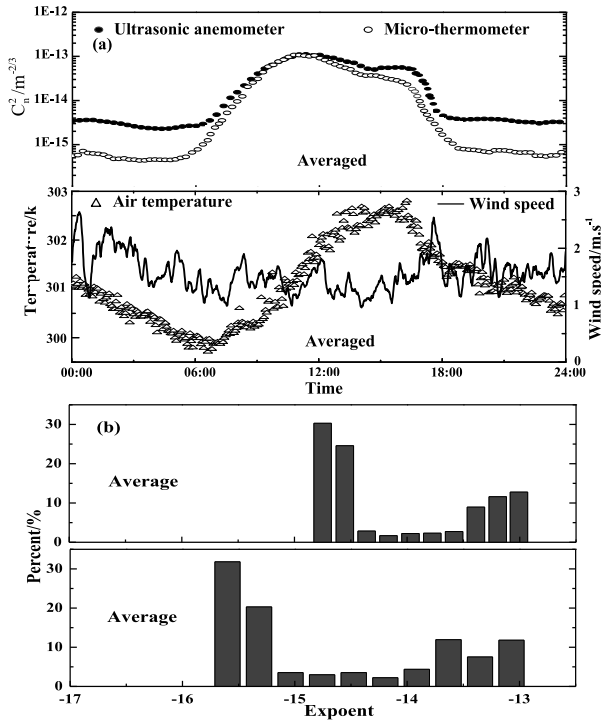 1E-12
(a)
Ultrasonic anemometer
Micro-thermometer
1E-13
C_n^2/m^{-2/3}
1E-14
1E-15
Averaged
303
3
Air temperature
Wind speed
302
2
301
1
300
Averaged
0
Wind speed/m.s^{-1}
00:00 06:00 12:00 18:00 24:00
Time
(b)
30
20
10
0
Average
Percent/%
30
20
10
0
Average
-17 -16 -15 -14 -13
Expoent